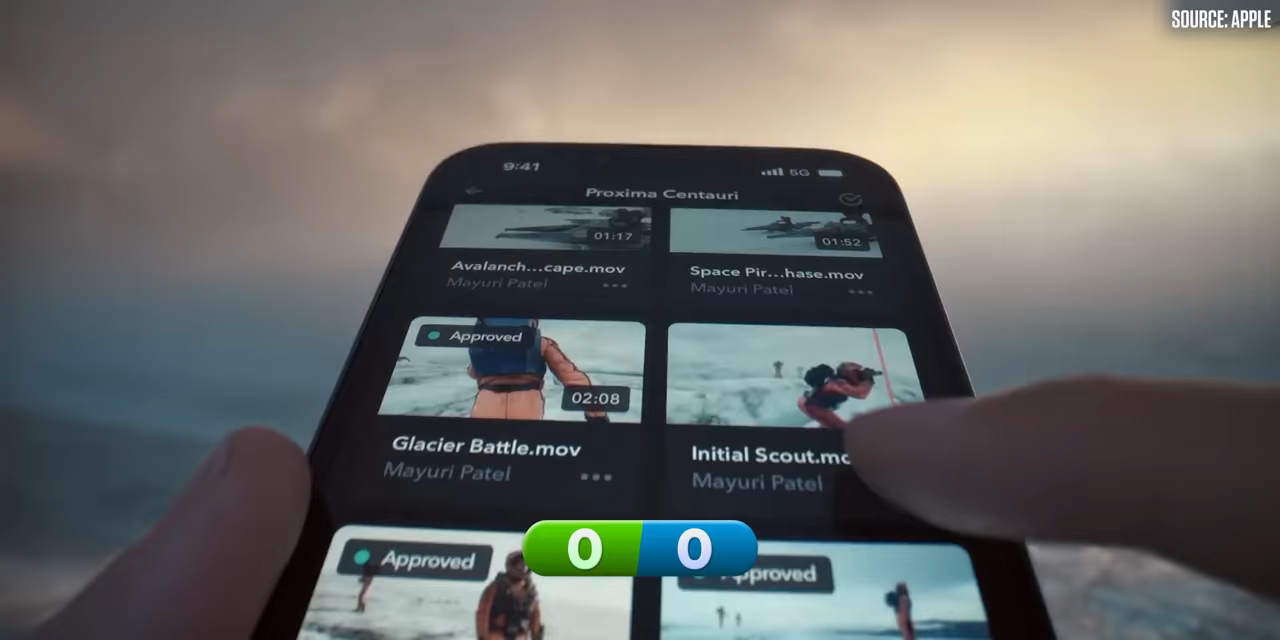 SOURCE: APPLE
9:41
5G
Proxima Centauri
01:17
01:52
Avalanch...cape.mov
Space Pir...hase.mov
Mayuri Patel
Mayuri Patel
Approved
02:08
Glacier Battle.mov
Initial Scout.mo
Mayuri Patel
Mayuri Patel
0 0
Approved
pproved